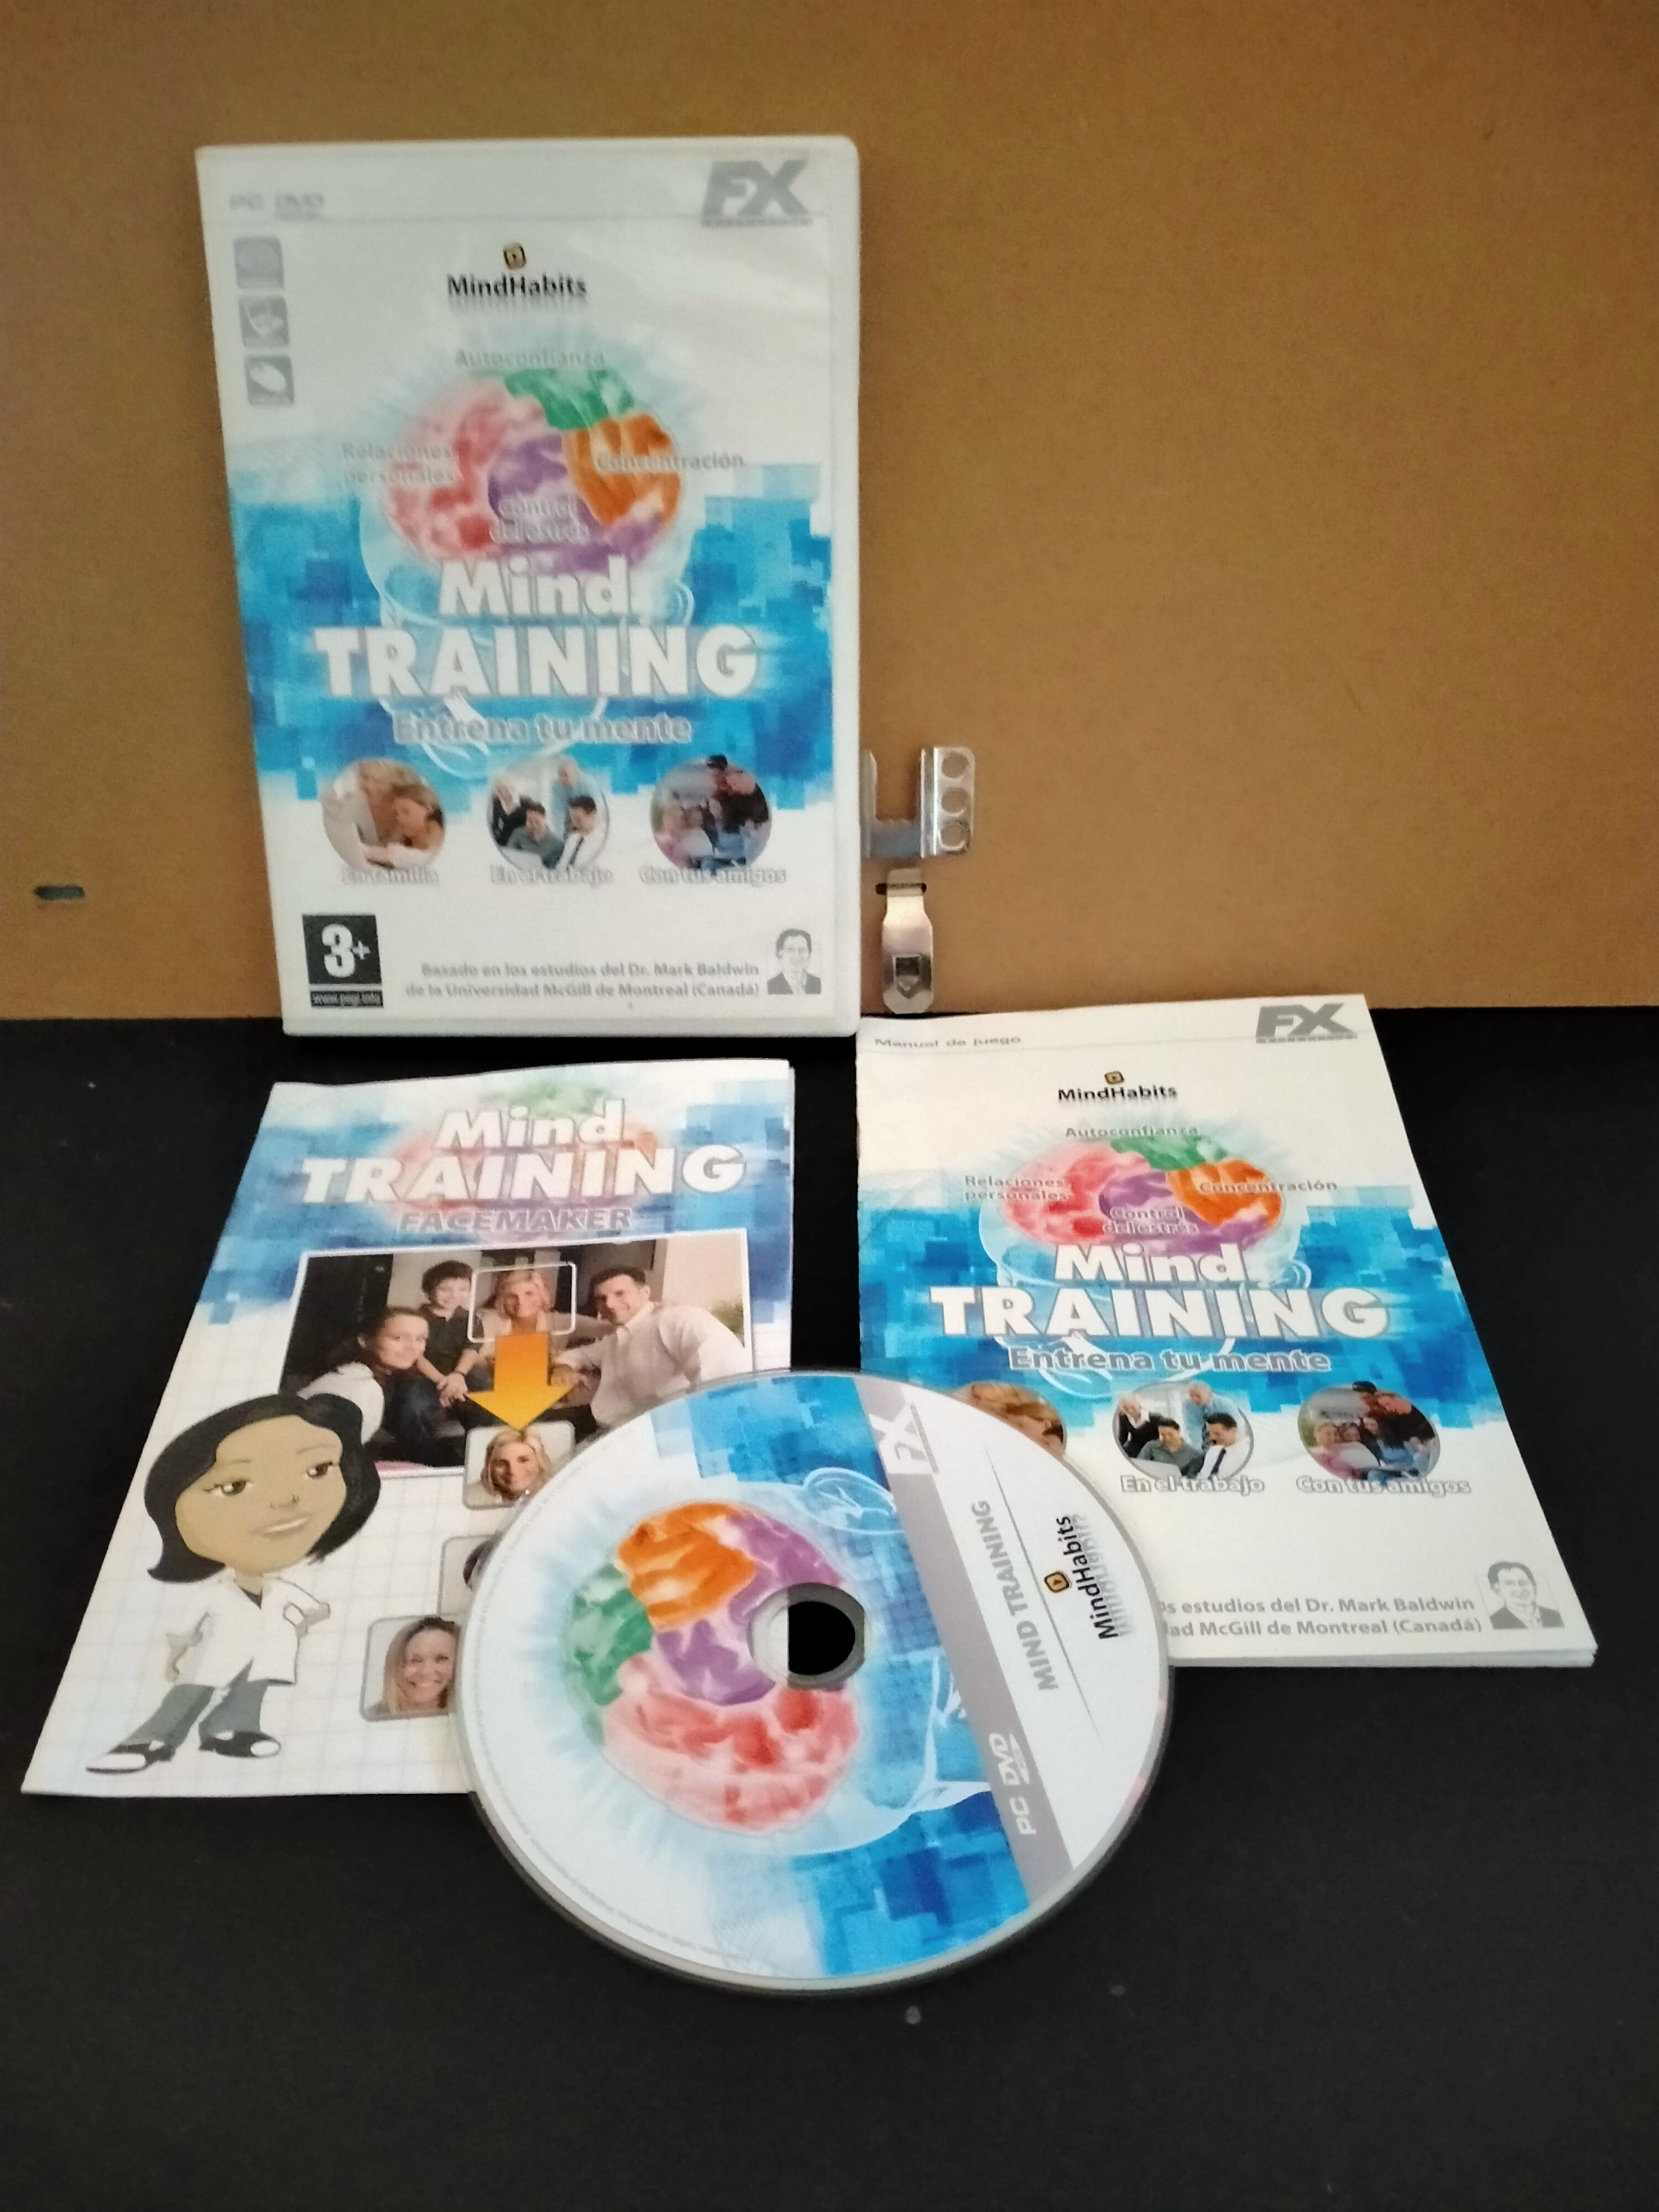 PC DVD
FX
MindHabits
Autoconfianza
Relaciones
personales
Concentración
Control
del estrés
Mind
TRAINING
Entrena tu mente
En familia
En el trabajo
Con tus amigos
3+
www.pegi.info
Basado en los estudios del Dr. Mark Baldwin
de la Universidad McGill de Montreal (Canadá)
Mind
TRAINING
FACEMAKER
Manual de juego
FX
MindHabits
Autoconfianza
Relaciones
personales
Concentración
Control
del estrés
Mind
TRAINING
Entrena tu mente
En el trabajo
Con tus amigos
os estudios del Dr. Mark Baldwin
dad McGill de Montreal (Canadá)
FX
MIND TRAINING
MindHabits
PC DVD